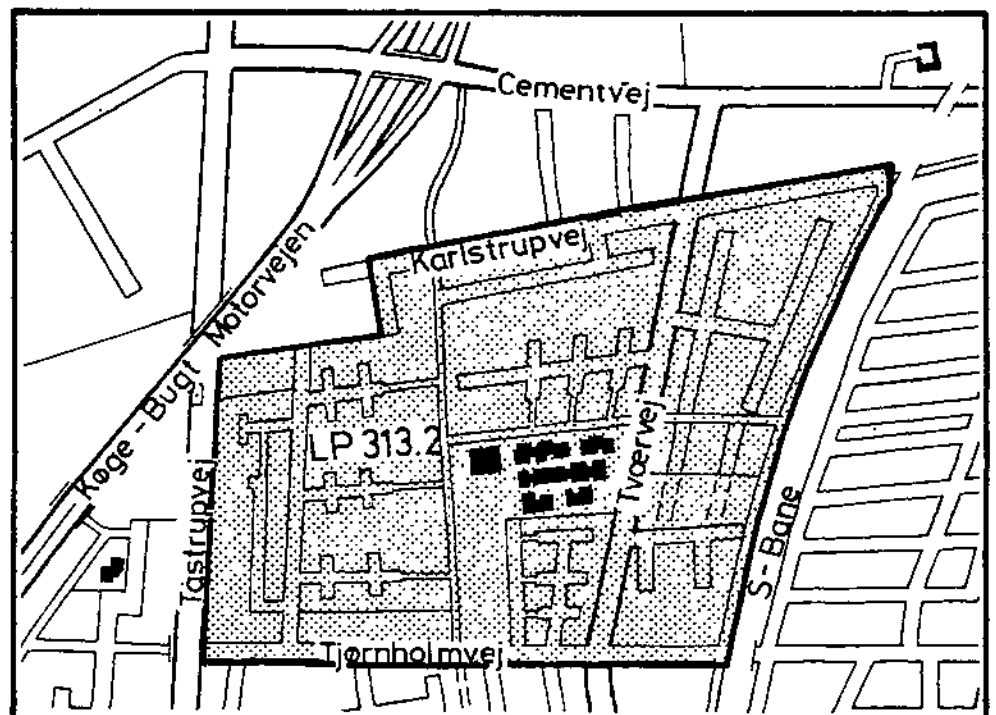 Cementvej
Karlstrupvej
Køge-Bugt Motorvejen
LP 313.2
Tværvej
Tåstrupvej
S-Bane
Tjørnholmvej